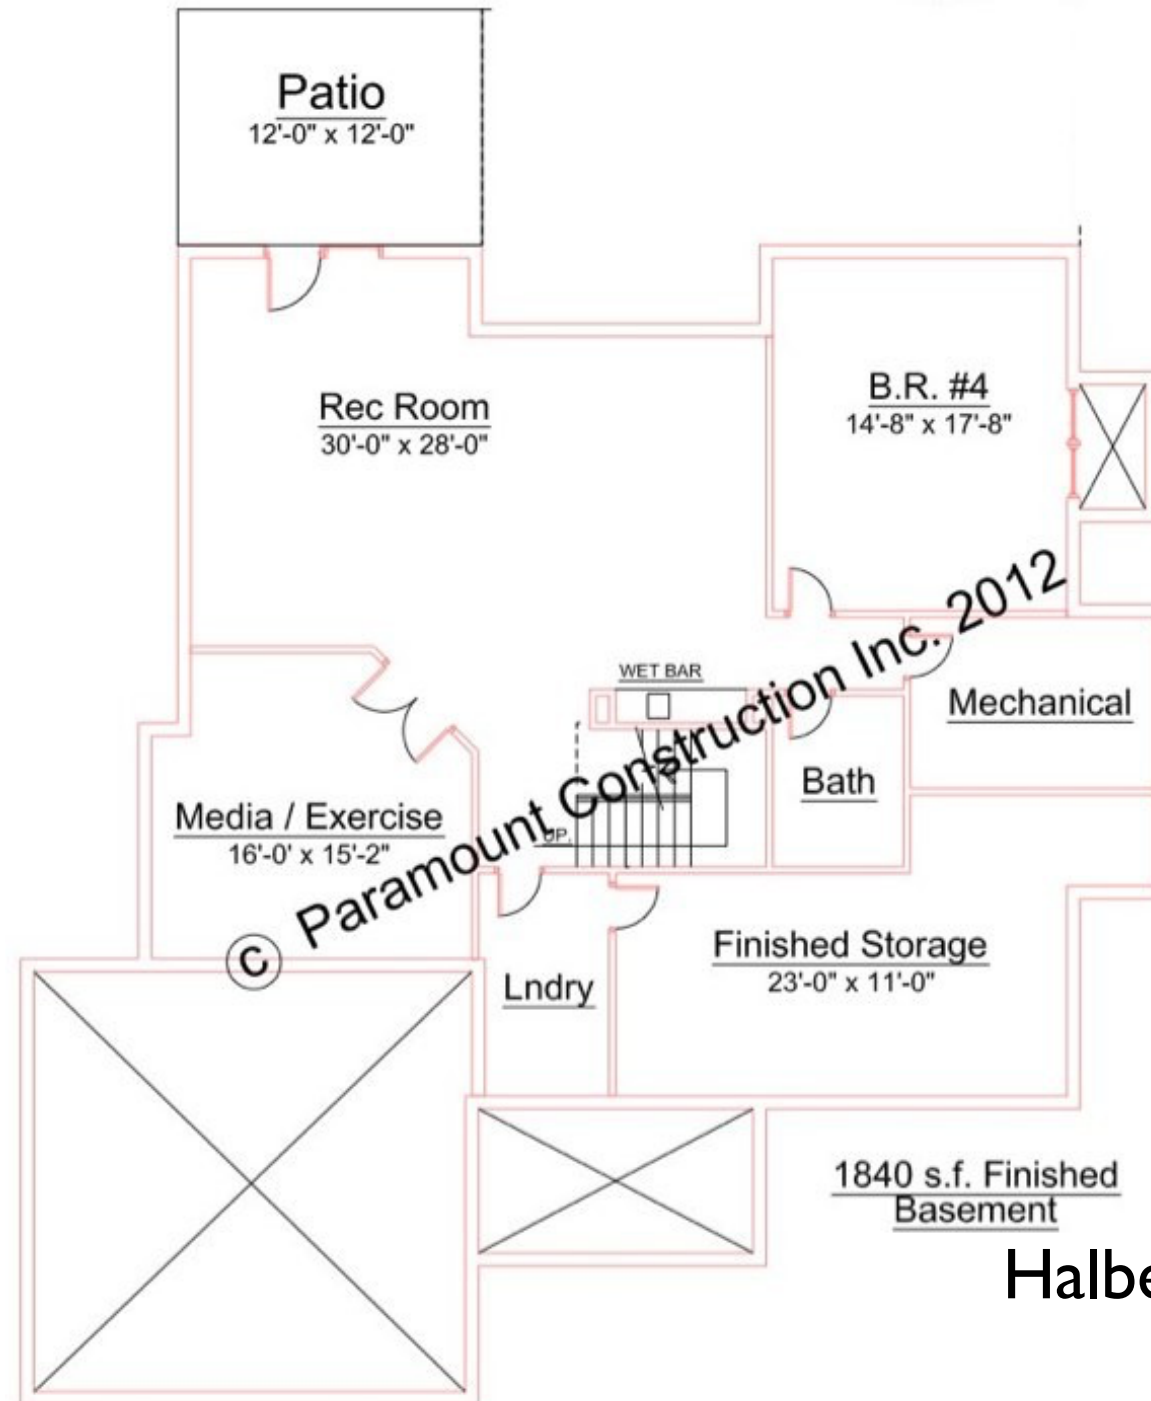 Patio
12'-0" x 12'-0"
Rec Room
30'-0" x 28'-0"
B.R. #4
14'-8" x 17'-8"
WET BAR
Mechanical
Bath
Media / Exercise
16'-0' x 15'-2"
UP.
© Paramount Construction Inc. 2012
Finished Storage
23'-0" x 11'-0"
Lndry
1840 s.f. Finished
Basement
Halbe